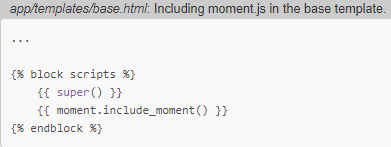 app/templates/base.html: Including moment.js in the base template.
...
{% block scripts %}
    {{ super() }}
    {{ moment.include_moment() }}
{% endblock %}